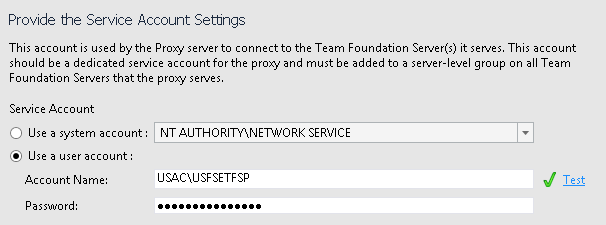 Provide the Service Account Settings
This account is used by the Proxy server to connect to the Team Foundation Server(s) it serves. This account
should be a dedicated service account for the proxy and must be added to a server-level group on all Team
Foundation Servers that the proxy serves.
Service Account
Use a system account : NT AUTHORITY\NETWORK SERVICE
Use a user account :
Account Name: USAC\USFSETFSP Test
Password: ●●●●●●●●●●●●●●●